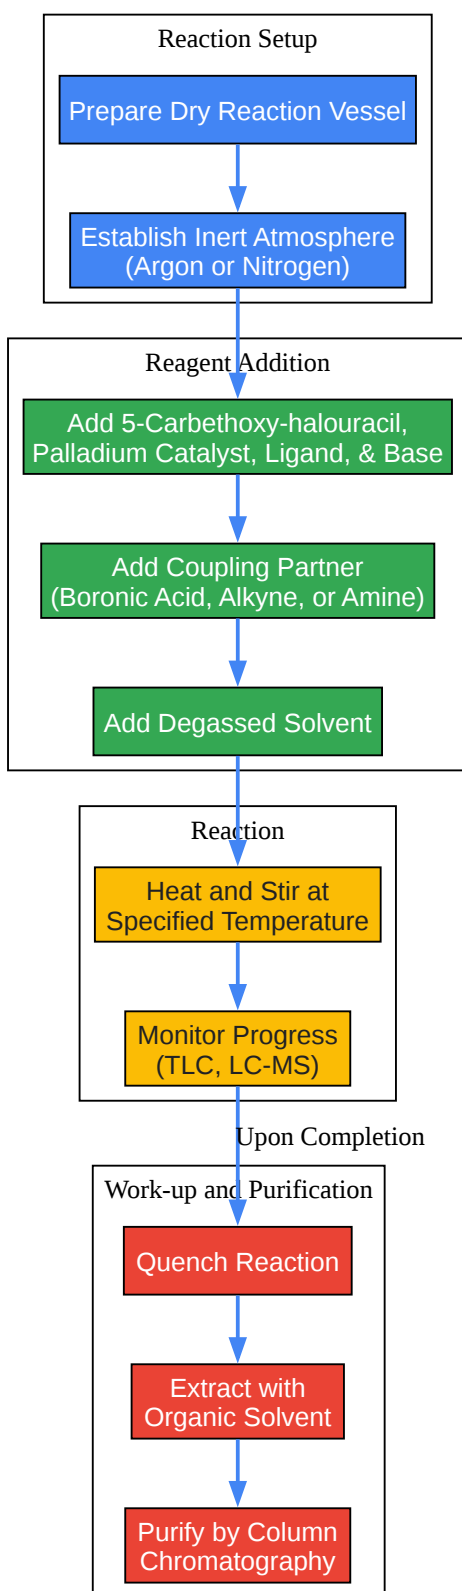 Reaction Setup
Prepare Dry Reaction Vessel
Establish Inert Atmosphere
(Argon or Nitrogen)
Reagent Addition
Add 5-Carbethoxy-halouracil,
Palladium Catalyst, Ligand, & Base
Add Coupling Partner
(Boronic Acid, Alkyne, or Amine)
Add Degassed Solvent
Reaction
Heat and Stir at
Specified Temperature
Monitor Progress
(TLC, LC-MS)
Upon Completion
Work-up and Purification
Quench Reaction
Extract with
Organic Solvent
Purify by Column
Chromatography